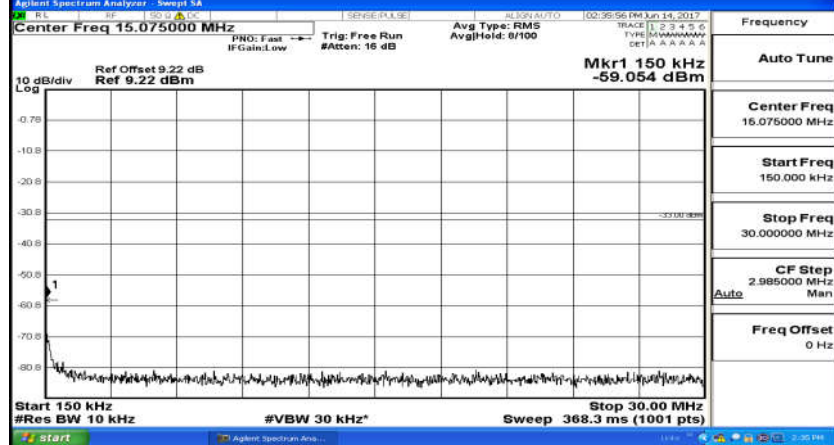 Agilent Spectrum Analyzer - Swept SA
RL RF 50 Ω DC SENSE:PULSE ALIGN AUTO 02:35:56 PM Jun 14, 2017
Center Freq 15.075000 MHz
PNO: Fast
IFGain:Low
Trig: Free Run
#Atten: 16 dB
Avg Type: RMS
Avg|Hold: 8/100
TRACE 1 2 3 4 5 6
TYPE MWWWWW
DET A A A A A A
Ref Offset 9.22 dB
10 dB/div Ref 9.22 dBm
Log
Mkr1 150 kHz
-59.054 dBm
-0.78
-10.8
-20.8
-30.8
-33.00 dBm
-40.8
-50.8
1
-60.8
-70.8
-80.8
Start 150 kHz Stop 30.00 MHz
#Res BW 10 kHz #VBW 30 kHz* Sweep 368.3 ms (1001 pts)
Frequency
Auto Tune
Center Freq
15.075000 MHz
Start Freq
150.000 kHz
Stop Freq
30.000000 MHz
CF Step
2.985000 MHz
Auto Man
Freq Offset
0 Hz
start Agilent Spectrum Ana... 2:35 PM